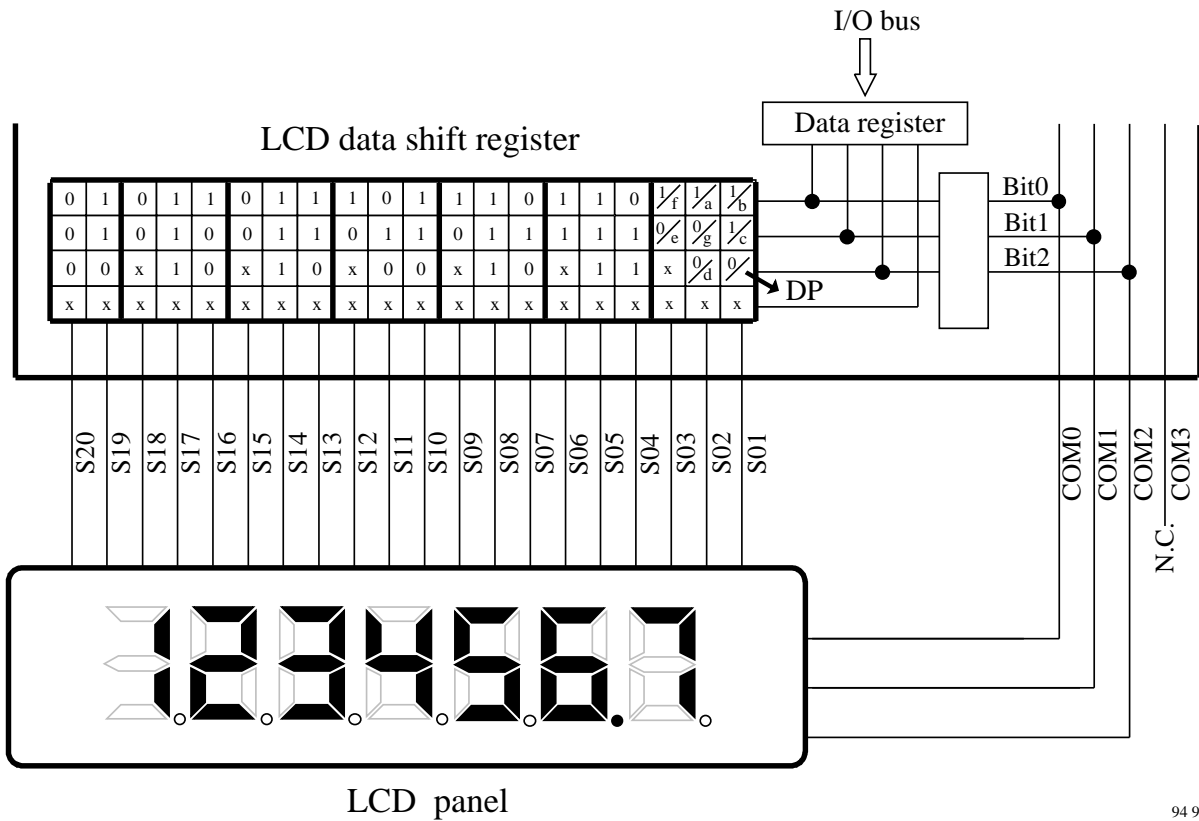 I/O bus
Data register
LCD data shift register
0 1 0 1 1 0 1 1 1 0 1 1 1 0 1 1 0 1/f 1/a 1/b
Bit0
0 1 0 1 0 0 1 1 0 1 1 0 1 1 1 1 1 0/e 0/g 1/c
Bit1
0 0 x 1 0 x 1 0 x 0 0 x 1 0 x 1 1 x 0/d 0/
Bit2
DP
x x x x x x x x x x x x x x x x x x x x
S20 S19 S18 S17 S16 S15 S14 S13 S12 S11 S10 S09 S08 S07 S06 S05 S04 S03 S02 S01
COM0 COM1 COM2 COM3
N.C.
123456.7
LCD panel
94 9